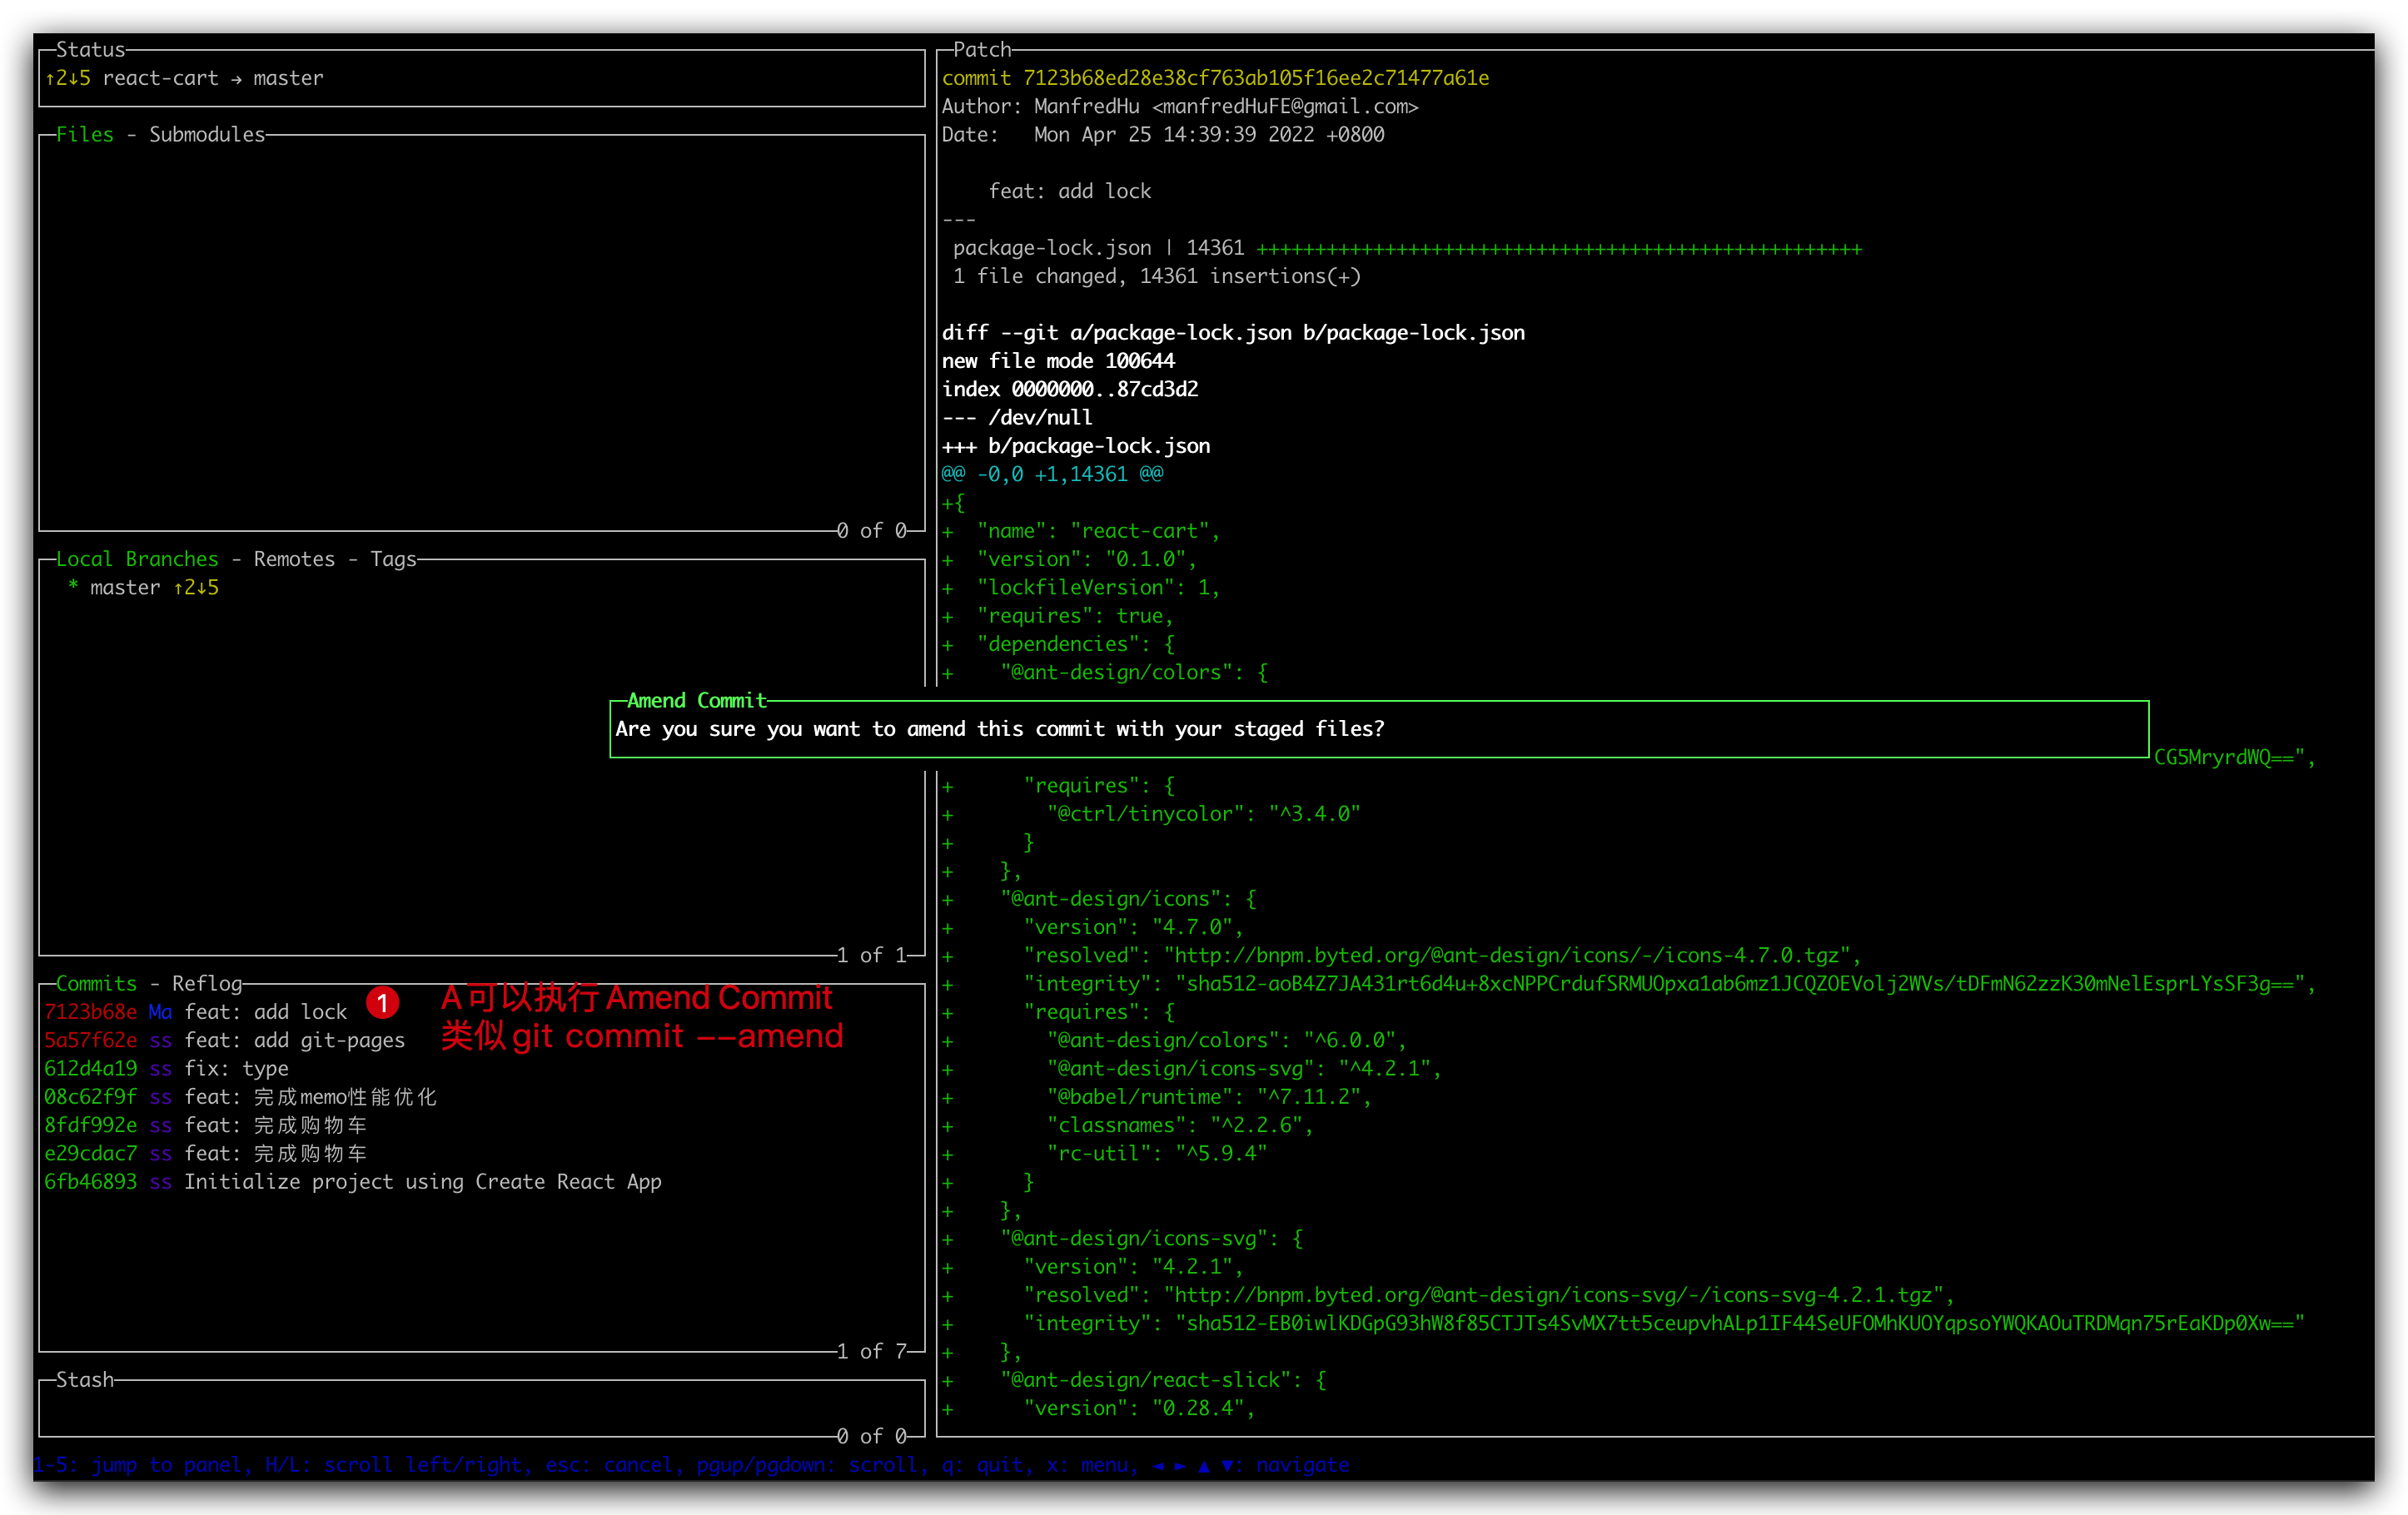 Status
↑2↓5 react-cart → master
Files - Submodules
0 of 0
Local Branches - Remotes - Tags
* master ↑2↓5
1 of 1
Commits - Reflog
7123b68e Ma feat: add lock
5a57f62e ss feat: add git-pages
612d4a19 ss fix: type
08c62f9f ss feat: 完成memo性能优化
8fdf992e ss feat: 完成购物车
e29cdac7 ss feat: 完成购物车
6fb46893 ss Initialize project using Create React App
1 of 7
1
A可以执行Amend Commit
类似git commit --amend
Stash
0 of 0
Patch
commit 7123b68ed28e38cf763ab105f16ee2c71477a61e
Author: ManfredHu <manfredHuFE@gmail.com>
Date:   Mon Apr 25 14:39:39 2022 +0800
feat: add lock
---
package-lock.json | 14361 ++++++++++++++++++++++++++++++++++++++++++++++++++++
1 file changed, 14361 insertions(+)
diff --git a/package-lock.json b/package-lock.json
new file mode 100644
index 0000000..87cd3d2
--- /dev/null
+++ b/package-lock.json
@@ -0,0 +1,14361 @@
+{
+  "name": "react-cart",
+  "version": "0.1.0",
+  "lockfileVersion": 1,
+  "requires": true,
+  "dependencies": {
+    "@ant-design/colors": {
Amend Commit
Are you sure you want to amend this commit with your staged files?
CG5MryrdWQ==",
+      "requires": {
+        "@ctrl/tinycolor": "^3.4.0"
+      }
+    },
+    "@ant-design/icons": {
+      "version": "4.7.0",
+      "resolved": "http://bnpm.byted.org/@ant-design/icons/-/icons-4.7.0.tgz",
+      "integrity": "sha512-aoB4Z7JA431rt6d4u+8xcNPPCrdufSRMUOpxa1ab6mz1JCQZOEVolj2WVs/tDFmN62zzK30mNelEsprLYsSF3g==",
+      "requires": {
+        "@ant-design/colors": "^6.0.0",
+        "@ant-design/icons-svg": "^4.2.1",
+        "@babel/runtime": "^7.11.2",
+        "classnames": "^2.2.6",
+        "rc-util": "^5.9.4"
+      }
+    },
+    "@ant-design/icons-svg": {
+      "version": "4.2.1",
+      "resolved": "http://bnpm.byted.org/@ant-design/icons-svg/-/icons-svg-4.2.1.tgz",
+      "integrity": "sha512-EB0iwlKDGpG93hW8f85CTJTs4SvMX7tt5ceupvhALp1IF44SeUFOMhKUOYqpsoYWQKAOuTRDMqn75rEaKDp0Xw=="
+    },
+    "@ant-design/react-slick": {
+      "version": "0.28.4",
1-5: jump to panel, H/L: scroll left/right, esc: cancel, pgup/pgdown: scroll, q: quit, x: menu, ◄ ► ▲ ▼: navigate